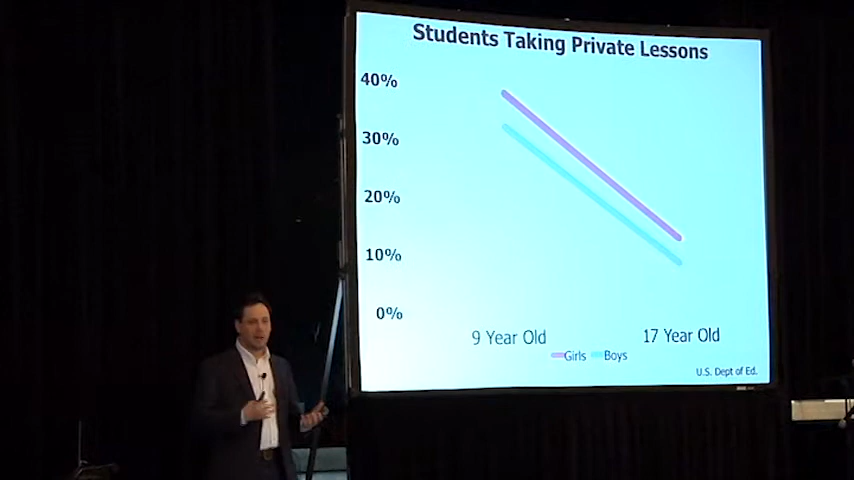 Students Taking Private Lessons
40%
30%
20%
10%
0%
9 Year Old 17 Year Old
Girls Boys
U.S. Dept of Ed.